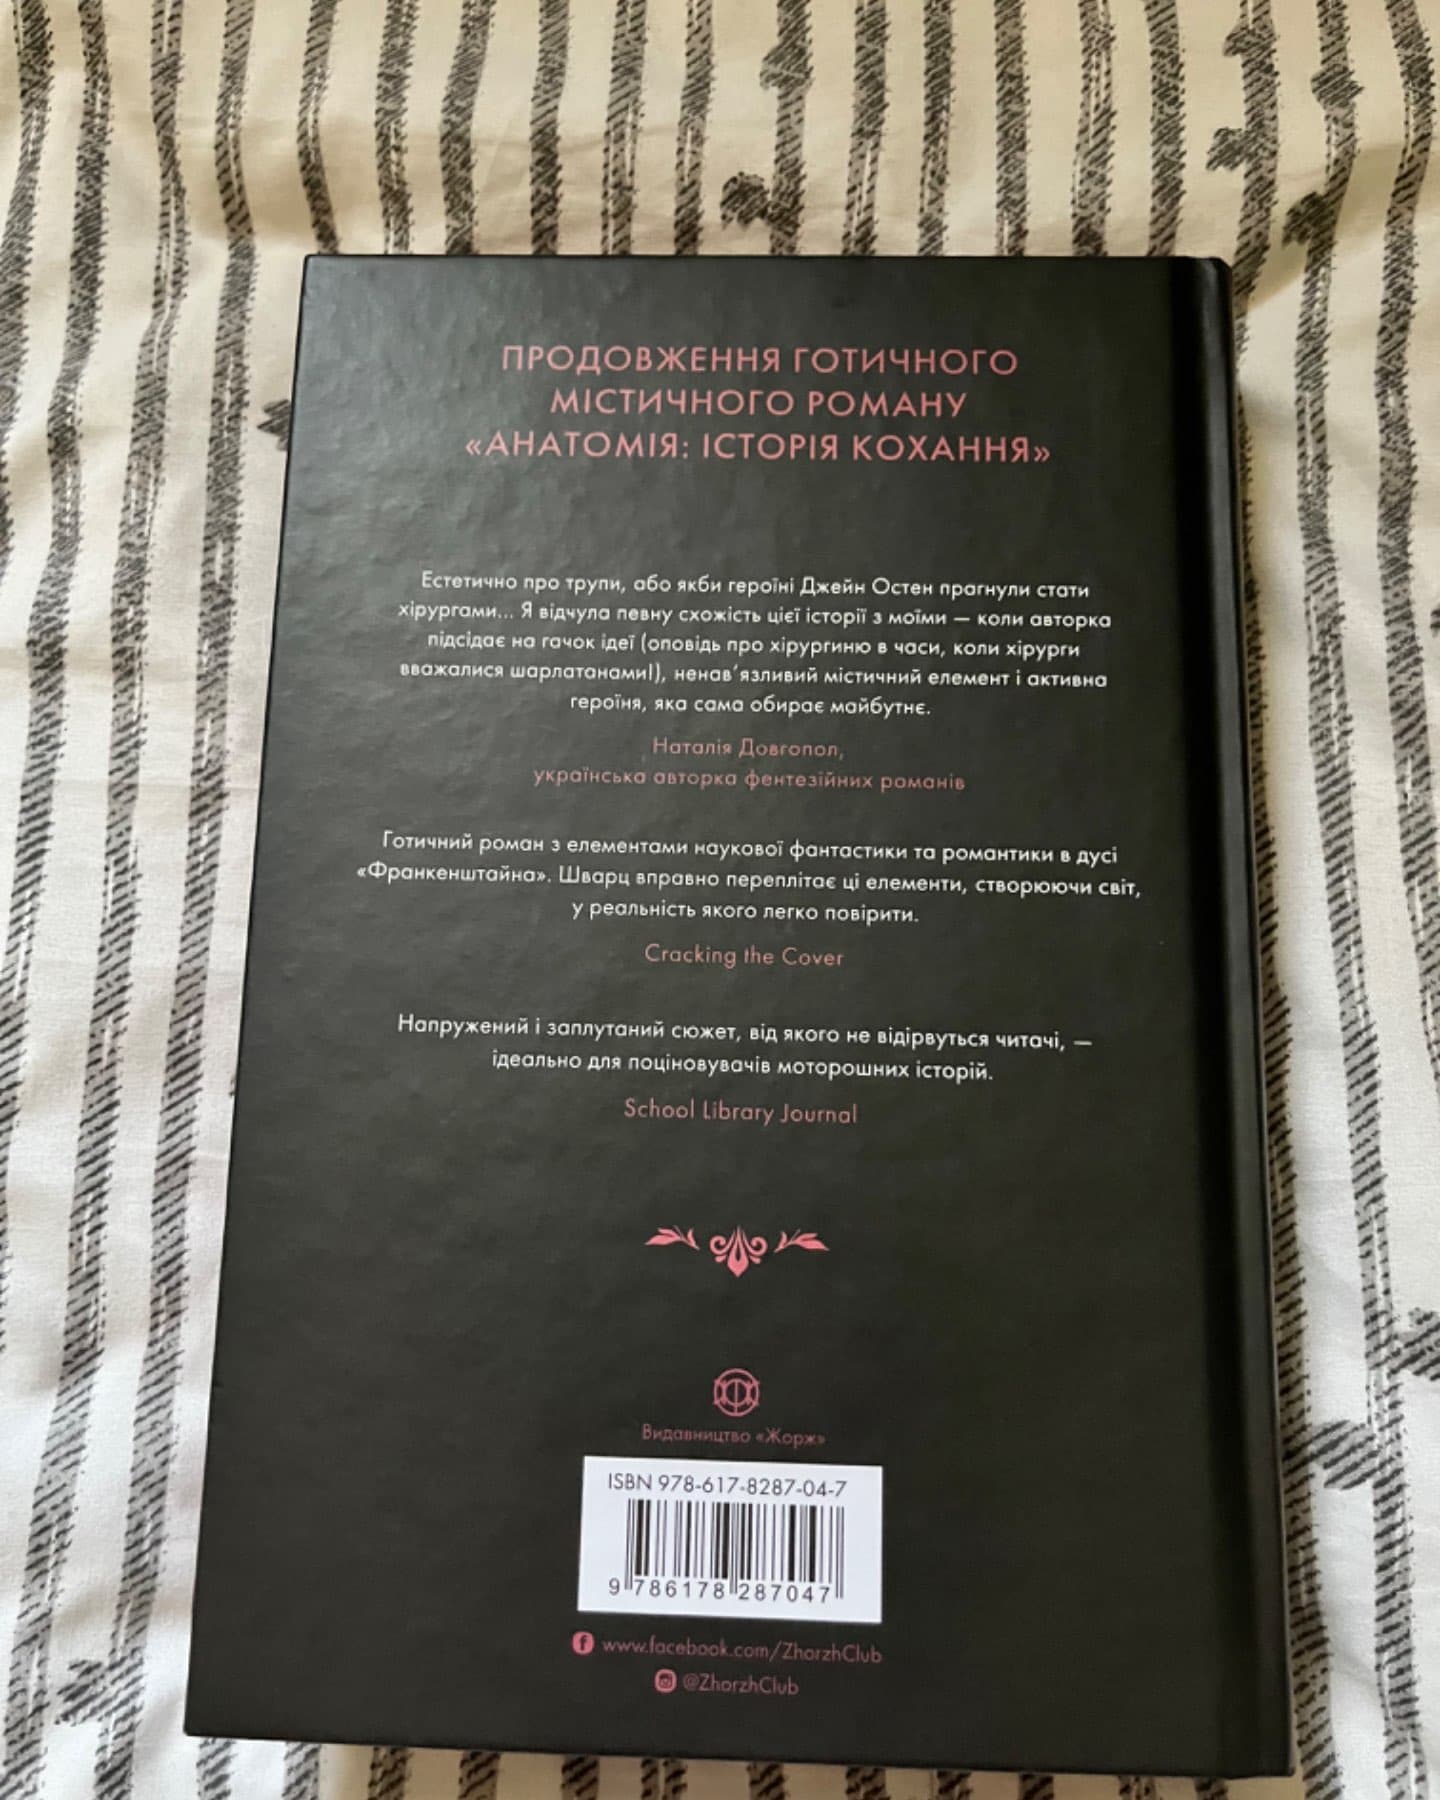 ПРОДОВЖЕННЯ ГОТИЧНОГО
МІСТИЧНОГО РОМАНУ
«АНАТОМІЯ: ІСТОРІЯ КОХАННЯ»
Естетично про трупи, або якби героїні Джейн Остен прагнули стати
хірургами... Я відчула певну схожість цієї історії з моїми — коли авторка
підсідає на гачок ідеї (оповідь про хірургиню в часи, коли хірурги
вважалися шарлатанами!), ненав'язливий містичний елемент і активна
героїня, яка сама обирає майбутнє.
Наталія Довгопол,
українська авторка фентезійних романів
Готичний роман з елементами наукової фантастики та романтики в дусі
«Франкенштайна». Шварц вправно переплітає ці елементи, створюючи світ,
у реальність якого легко повірити.
Cracking the Cover
Напружений і заплутаний сюжет, від якого не відірвуться читачі, —
ідеально для поціновувачів моторошних історій.
School Library Journal
Видавництво «Жорж»
ISBN 978-617-8287-04-7
9 786178 287047
www.facebook.com/ZhorzhClub
@ZhorzhClub